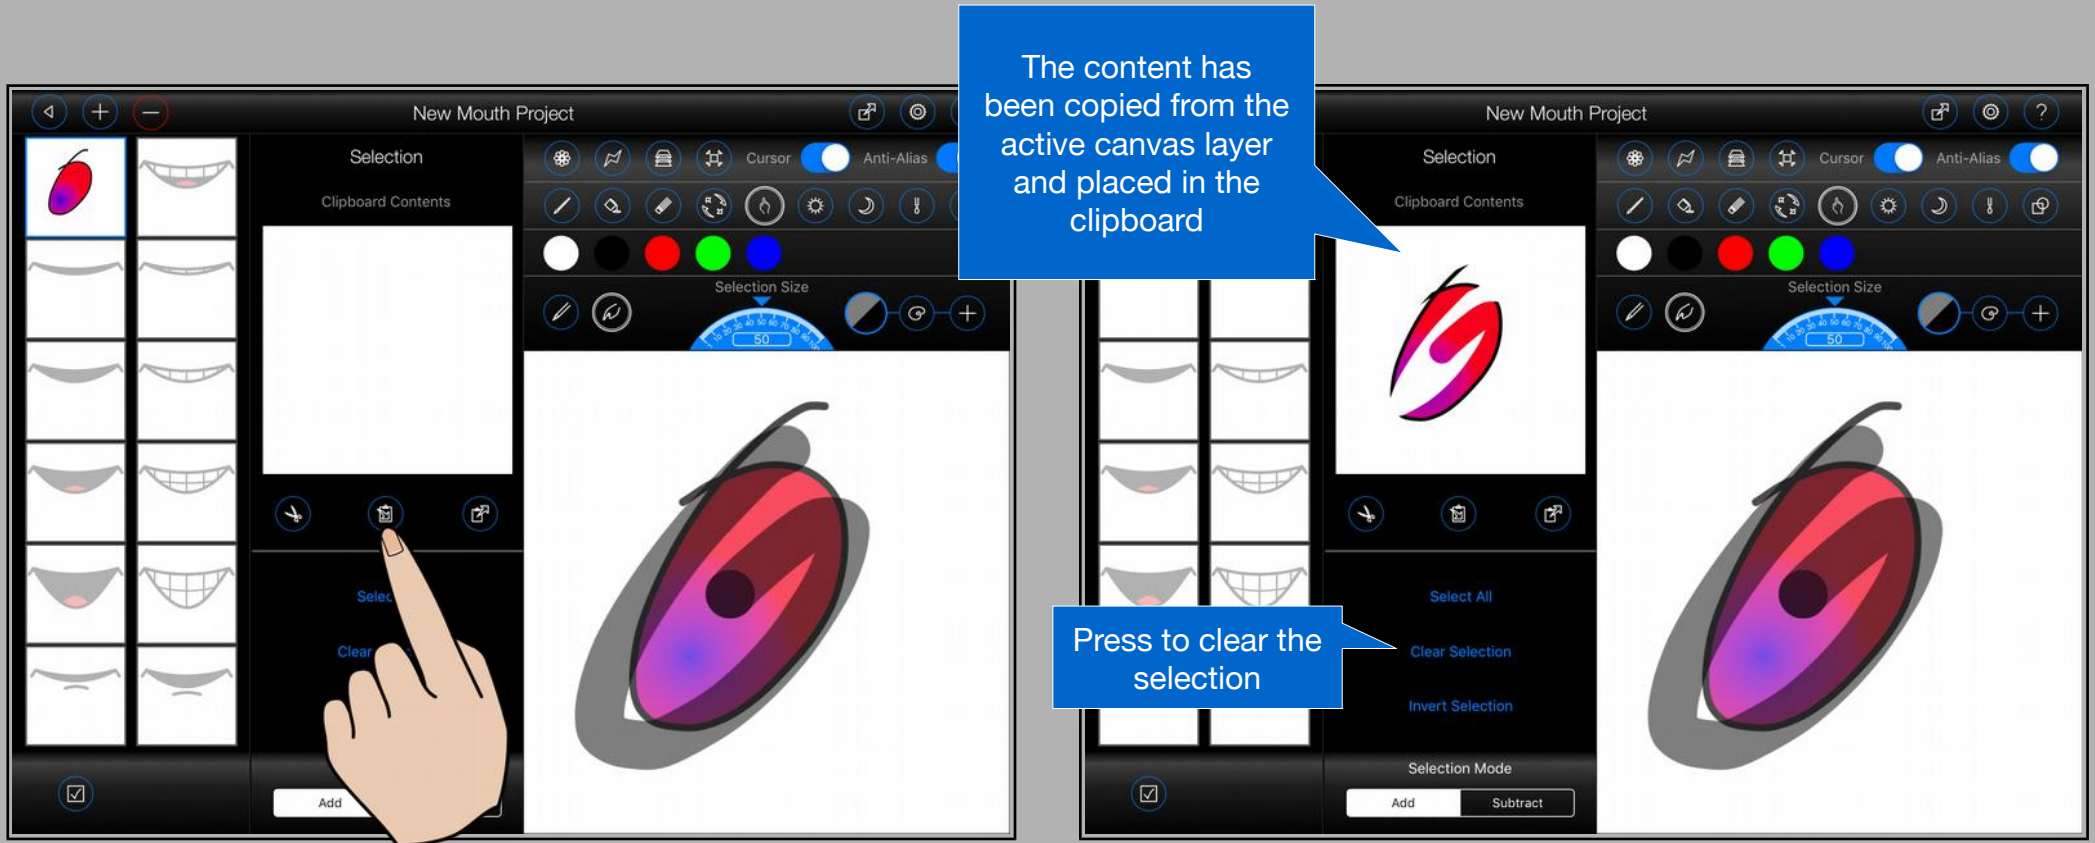 The content has
been copied from the
active canvas layer
and placed in the
clipboard
New Mouth Project
Selection
Clipboard Contents
Cursor
Anti-Alias
Selection Size
50
Selec
Clear
Add
New Mouth Project
?
Selection
Clipboard Contents
Cursor
Anti-Alias
Selection Size
50
Select All
Press to clear the
selection
Clear Selection
Invert Selection
Selection Mode
Add
Subtract